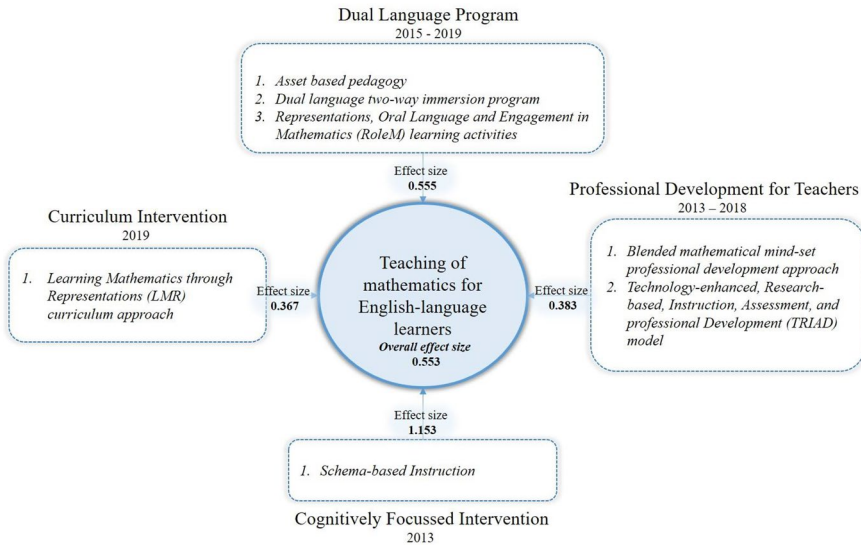 Dual Language Program
2015 - 2019
1. Asset based pedagogy
2. Dual language two-way immersion program
3. Representations, Oral Language and Engagement in
Mathematics (RoleM) learning activities
Effect size
0.555
Curriculum Intervention
2019
1. Learning Mathematics through
Representations (LMR)
curriculum approach
Effect size
0.367
Teaching of
mathematics for
English-language
learners
Overall effect size
0.553
Professional Development for Teachers
2013 – 2018
1. Blended mathematical mind-set
professional development approach
2. Technology-enhanced, Research-
based, Instruction, Assessment, and
professional Development (TRIAD)
model
Effect size
0.383
Effect size
1.153
1. Schema-based Instruction
Cognitively Focussed Intervention
2013